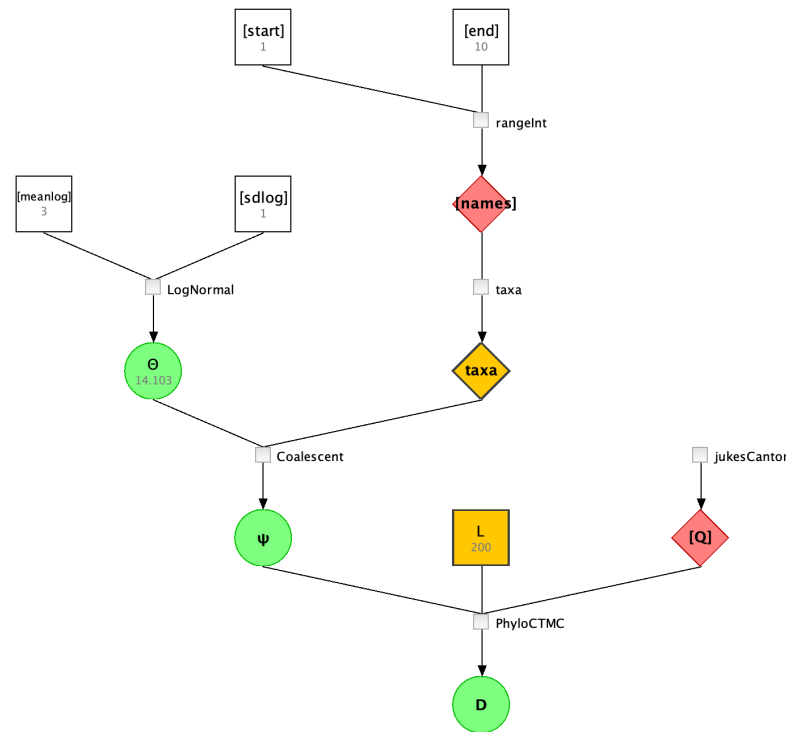 [start]
1
[end]
10
rangeInt
[meanlog]
3
[sdlog]
1
[names]
LogNormal
taxa
Θ
14.103
taxa
Coalescent
jukesCantor
ψ
L
200
[Q]
PhyloCTMC
D